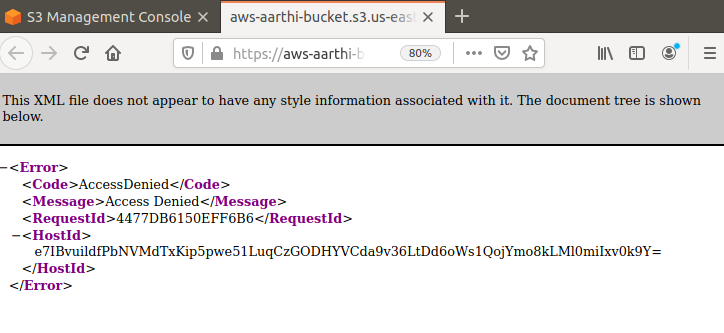 S3 Management Console
aws-aarthi-bucket.s3.us-eas
https://aws-aarthi-b
80%
This XML file does not appear to have any style information associated with it. The document tree is shown
below.
−<Error>
<Code>AccessDenied</Code>
<Message>Access Denied</Message>
<RequestId>4477DB6150EFF6B6</RequestId>
−<HostId>
e7IBvuildfPbNVMdTxKip5pwe51LuqCzGODHYVCda9v36LtDd6oWs1QojYmo8kLMl0miIxv0k9Y=
</HostId>
</Error>